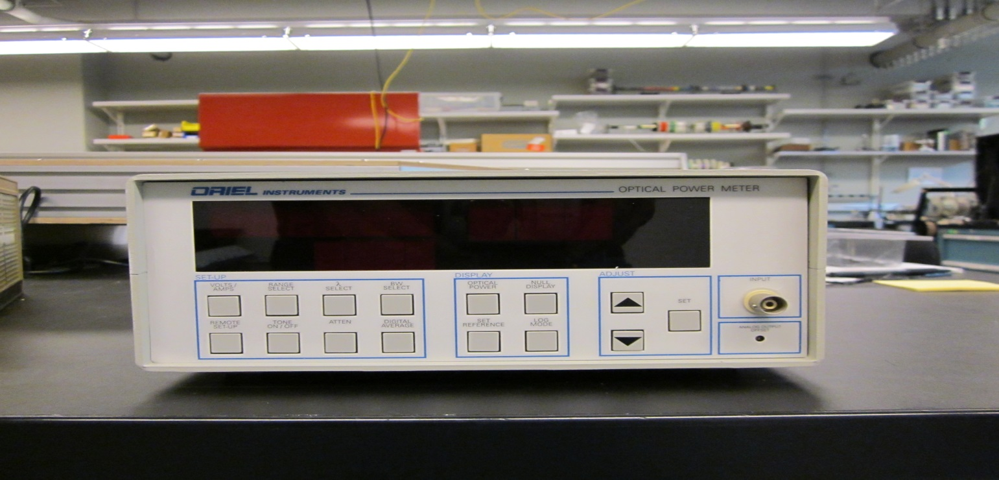 ORIEL INSTRUMENTS
OPTICAL POWER METER
SET-UP
VOLTS /
AMPS
RANGE
SELECT
λ
SELECT
BW
SELECT
REMOTE
SET-UP
TONE
ON / OFF
ATTEN
DIGITAL
AVERAGE
DISPLAY
OPTICAL
POWER
NULL
DISPLAY
SET
REFERENCE
LOG
MODE
ADJUST
SET
INPUT
ANALOG OUTPUT
OFFSET